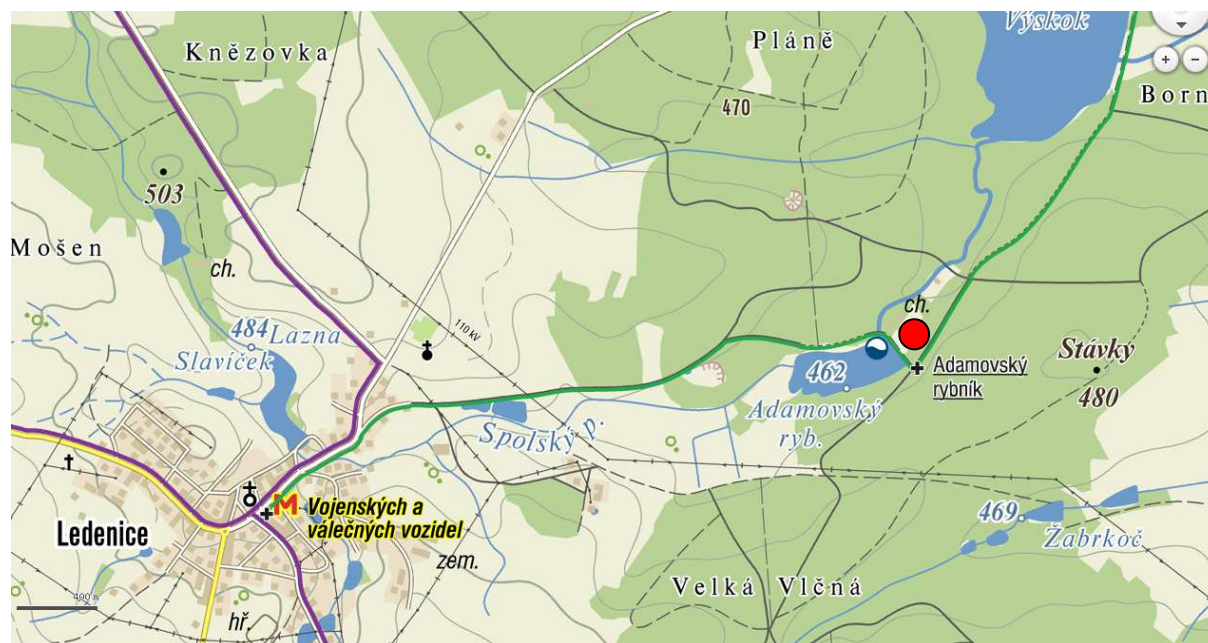 Výskok
Kněžovka
Pláně
+
−
Born
470
503
Mošen
ch.
110 kV
ch.
484
Lazna
Slavíček
Stávky
480
462
Adamovský
rybník
Adamovský
ryb.
Spolský p.
M
Vojenských a
válečných vozidel
Ledenice
469
Žabrkoč
zem.
Velká Vlčná
400 m
hř.